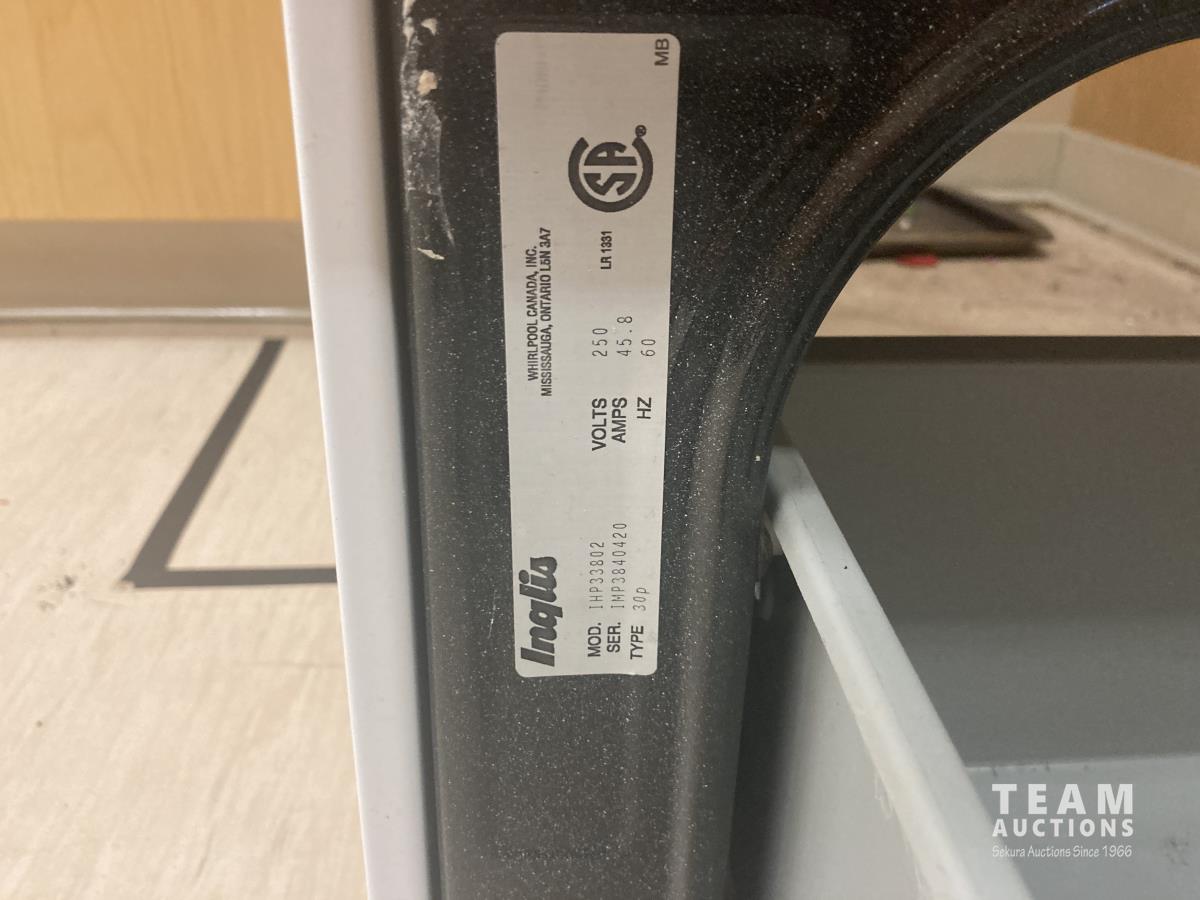 Inglis
WHIRLPOOL CANADA, INC.
MISSISSAUGA, ONTARIO L5N 3A7
MOD. IHP33802
SER. IMP3840420
TYPE 30p
VOLTS 250
AMPS 45.8
HZ 60
LR 1331
SA®
MB
TEAM
AUCTIONS
Sekura Auctions Since 1966